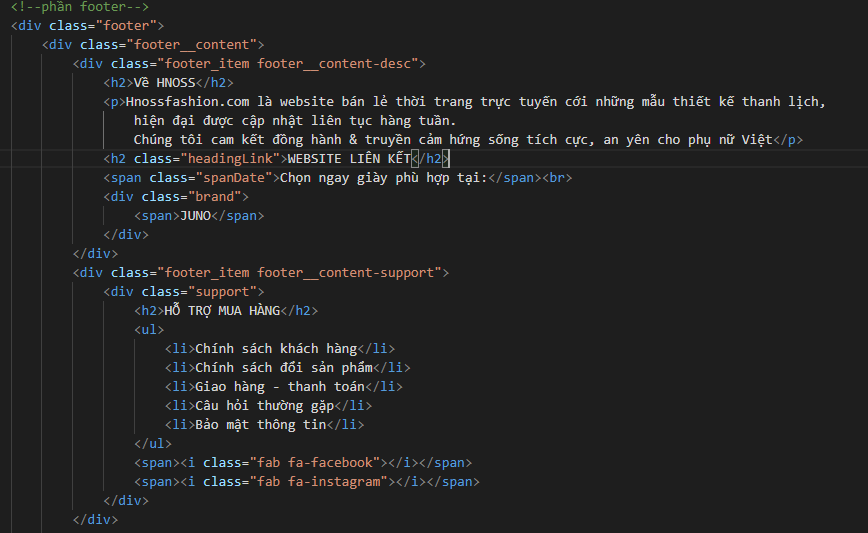 <!--phần footer-->
<div class="footer">
<div class="footer__content">
<div class="footer_item footer__content-desc">
<h2>Về HNOSS</h2>
<p>Hnossfashion.com là website bán lẻ thời trang trực tuyến cới những mẫu thiết kế thanh lịch,
hiện đại được cập nhật liên tục hàng tuần.
Chúng tôi cam kết đồng hành & truyền cảm hứng sống tích cực, an yên cho phụ nữ Việt</p>
<h2 class="headingLink">WEBSITE LIÊN KẾT</h2>
<span class="spanDate">Chọn ngay giày phù hợp tại:</span><br>
<div class="brand">
<span>JUNO</span>
</div>
</div>
<div class="footer_item footer__content-support">
<div class="support">
<h2>HỖ TRỢ MUA HÀNG</h2>
<ul>
<li>Chính sách khách hàng</li>
<li>Chính sách đổi sản phẩm</li>
<li>Giao hàng - thanh toán</li>
<li>Câu hỏi thường gặp</li>
<li>Bảo mật thông tin</li>
</ul>
<span><i class="fab fa-facebook"></i></span>
<span><i class="fab fa-instagram"></i></span>
</div>
</div>